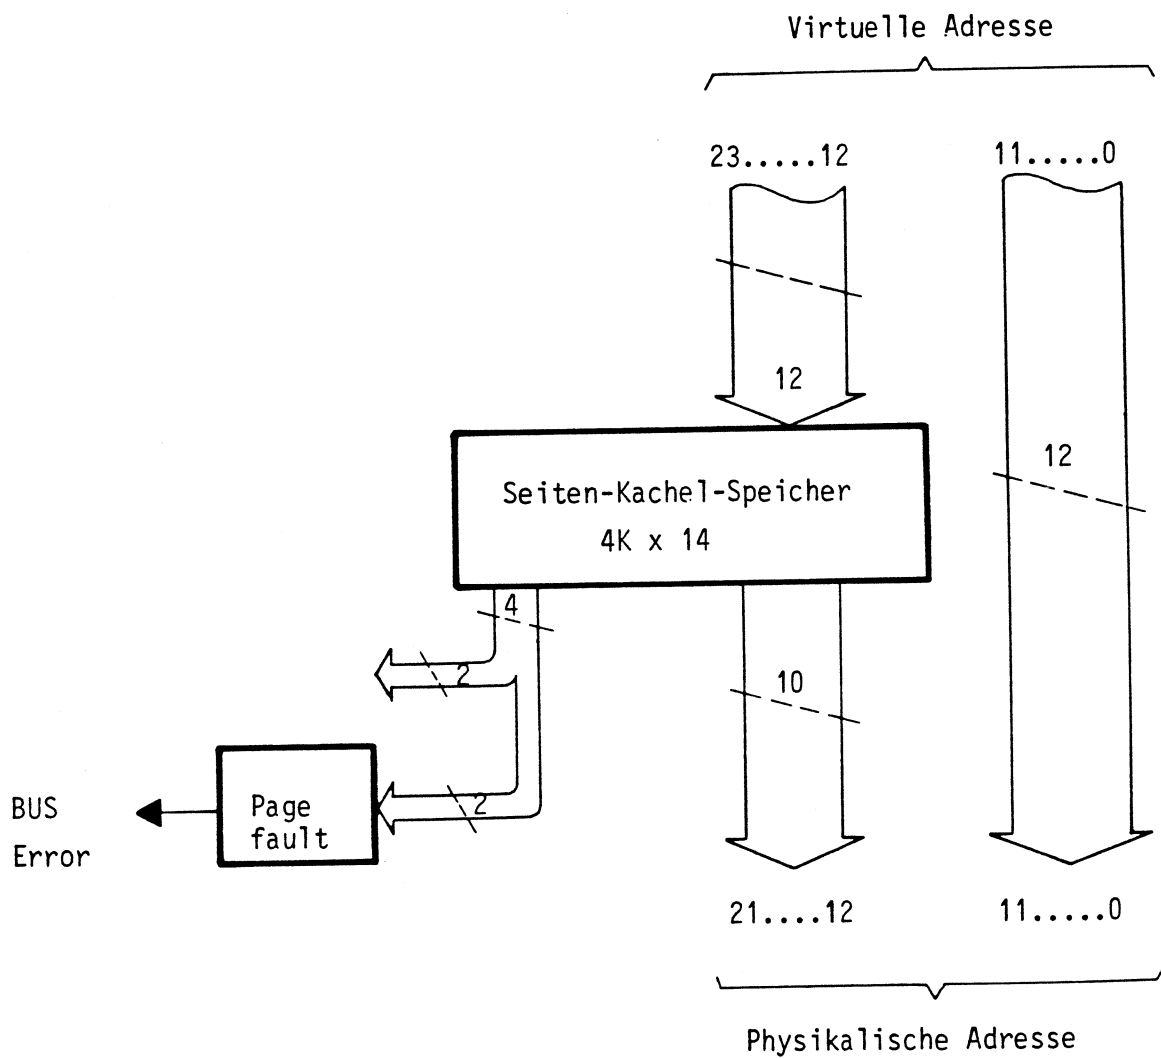 Virtuelle Adresse
23.....12 11.....0
12
12
Seiten-Kachel-Speicher
4K x 14
4
2
10
2
Page
fault
BUS
Error
21....12 11.....0
Physikalische Adresse